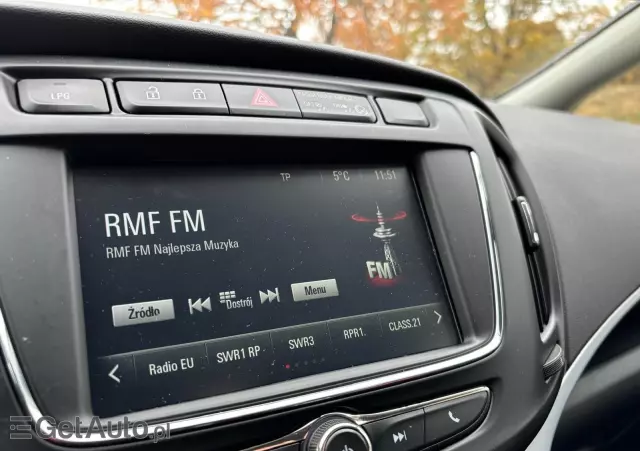 LPG
TP 5°C 11:51
RMF FM
RMF FM Najlepsza Muzyka
FM
Źródło Dostrój Menu
Radio EU SWR1 RP SWR3 RPR1. CLASS.21
GetAuto.pl